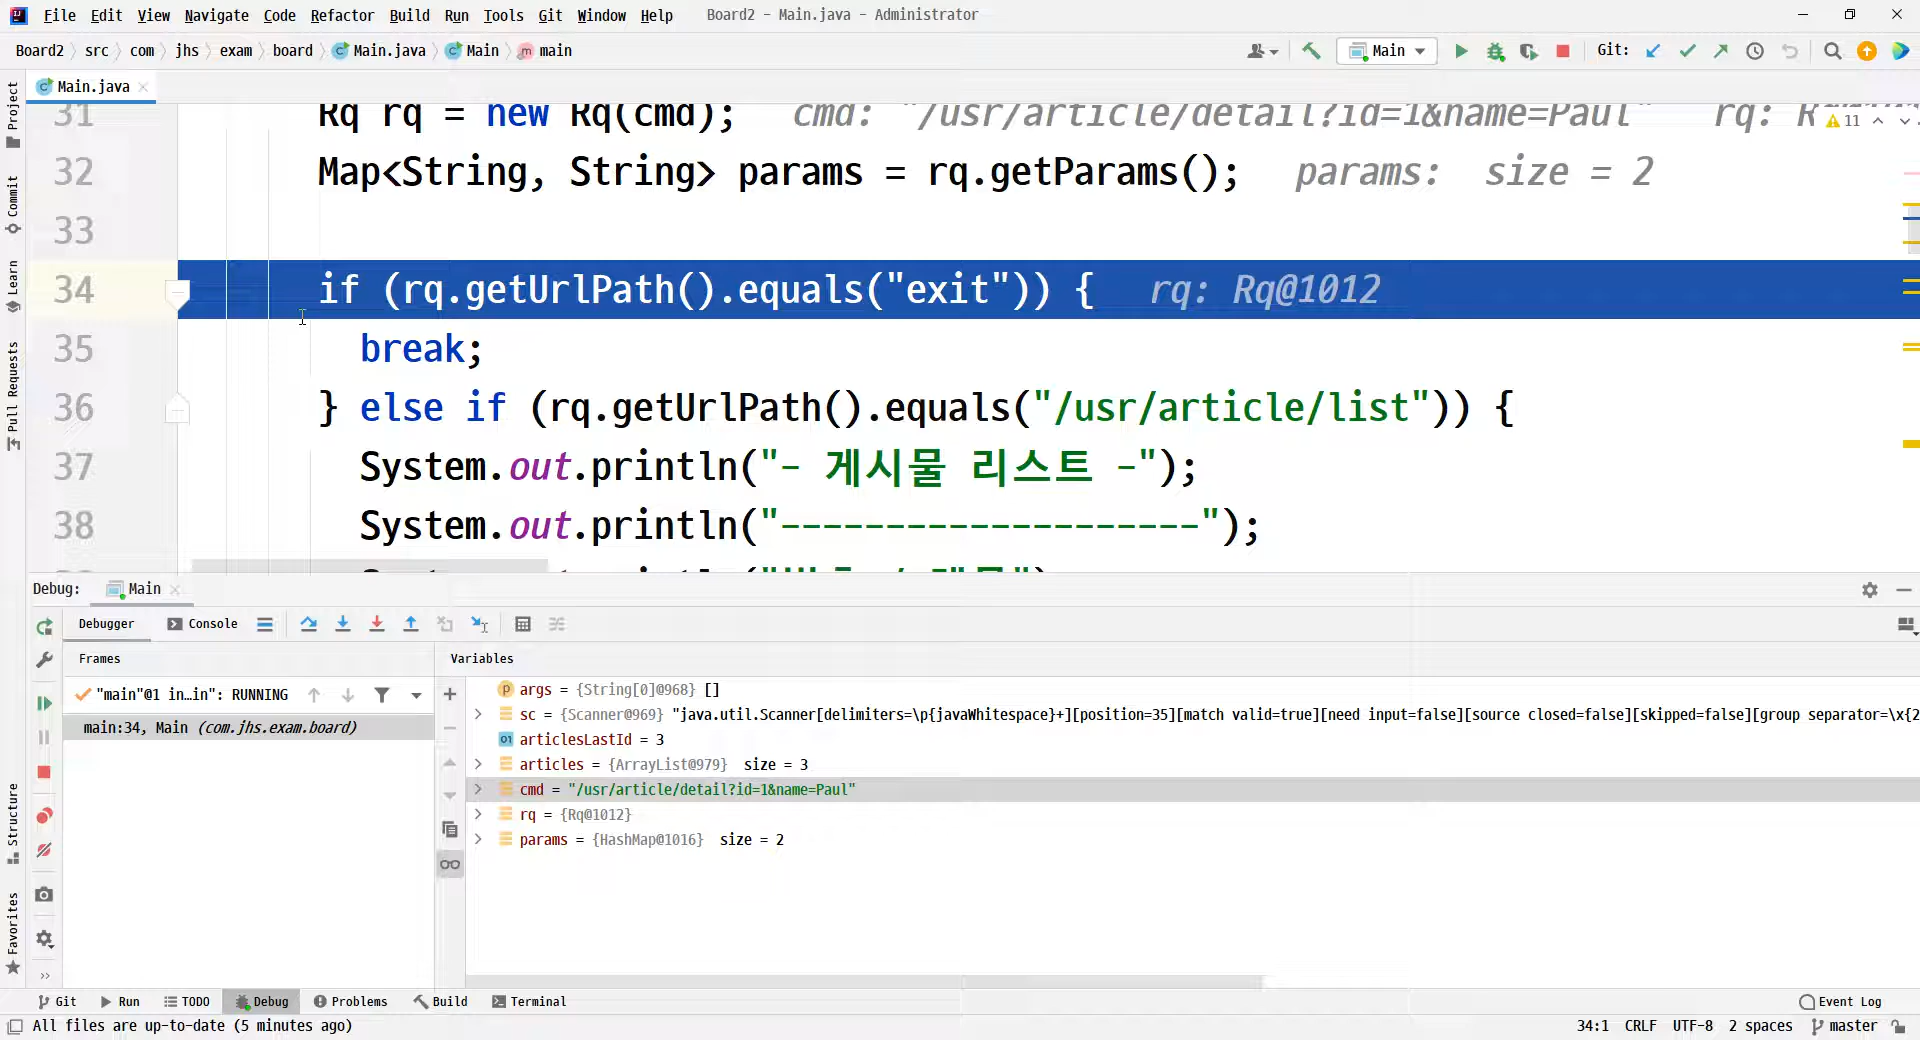 File Edit View Navigate Code Refactor Build Run Tools Git Window Help Board2 - Main.java - Administrator
Board2 src com jhs exam board Main.java Main main Main Git:
Main.java
31 Rq rq = new Rq(cmd); cmd: "/usr/article/detail?id=1&name=Paul" rq: R 11
32 Map<String, String> params = rq.getParams(); params: size = 2
33
34 if (rq.getUrlPath().equals("exit")) { rq: Rq@1012
35 break;
36 } else if (rq.getUrlPath().equals("/usr/article/list")) {
37 System.out.println("- 게시물 리스트 -");
38 System.out.println("--------------------");
Project
Commit
Learn
Pull Requests
Structure
Favorites
Debug: Main
Debugger Console
Frames Variables
"main"@1 in...in": RUNNING
main:34, Main (com.jhs.exam.board)
args = {String[0]@968} []
sc = {Scanner@969} "java.util.Scanner[delimiters=\p{javaWhitespace}+][position=35][match valid=true][need input=false][source closed=false][skipped=false][group separator=\x{2
articlesLastId = 3
articles = {ArrayList@979} size = 3
cmd = "/usr/article/detail?id=1&name=Paul"
rq = {Rq@1012}
params = {HashMap@1016} size = 2
Git Run TODO Debug Problems Build Terminal Event Log
All files are up-to-date (5 minutes ago) 34:1 CRLF UTF-8 2 spaces master